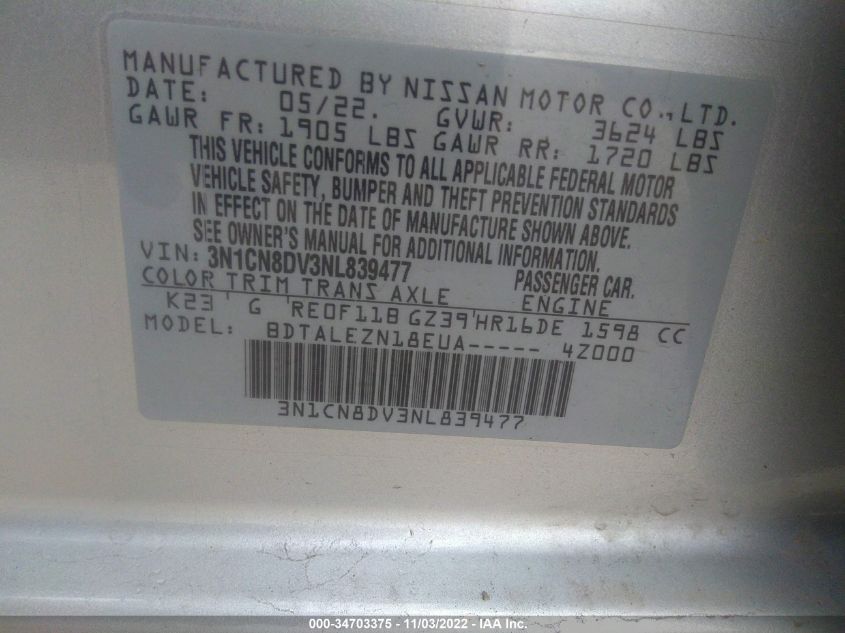 MANUFACTURED BY NISSAN MOTOR CO., LTD.
DATE: 05/22. GVWR: 3624 LBS
GAWR FR: 1905 LBS GAWR RR: 1720 LBS
THIS VEHICLE CONFORMS TO ALL APPLICABLE FEDERAL MOTOR
VEHICLE SAFETY, BUMPER AND THEFT PREVENTION STANDARDS
IN EFFECT ON THE DATE OF MANUFACTURE SHOWN ABOVE.
SEE OWNER'S MANUAL FOR ADDITIONAL INFORMATION.
VIN: 3N1CN8DV3NL839477 PASSENGER CAR.
COLOR TRIM TRANS AXLE ENGINE
K23 G RE0F11B GZ39 HR16DE 1598 CC
MODEL: BDTALEZN18EUA----- 4Z000
3N1CN8DV3NL839477
000-34703375 - 11/03/2022 - IAA Inc.